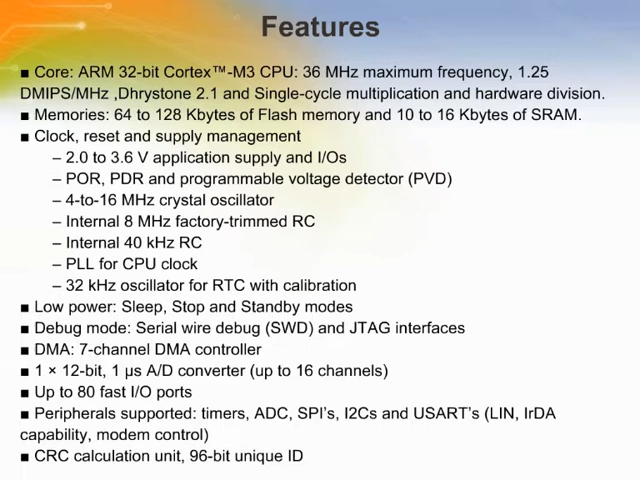 Features
■ Core: ARM 32-bit Cortex™-M3 CPU: 36 MHz maximum frequency, 1.25
DMIPS/MHz ,Dhrystone 2.1 and Single-cycle multiplication and hardware division.
■ Memories: 64 to 128 Kbytes of Flash memory and 10 to 16 Kbytes of SRAM.
■ Clock, reset and supply management
– 2.0 to 3.6 V application supply and I/Os
– POR, PDR and programmable voltage detector (PVD)
– 4-to-16 MHz crystal oscillator
– Internal 8 MHz factory-trimmed RC
– Internal 40 kHz RC
– PLL for CPU clock
– 32 kHz oscillator for RTC with calibration
■ Low power: Sleep, Stop and Standby modes
■ Debug mode: Serial wire debug (SWD) and JTAG interfaces
■ DMA: 7-channel DMA controller
■ 1 × 12-bit, 1 µs A/D converter (up to 16 channels)
■ Up to 80 fast I/O ports
■ Peripherals supported: timers, ADC, SPI’s, I2Cs and USART’s (LIN, IrDA
capability, modem control)
■ CRC calculation unit, 96-bit unique ID